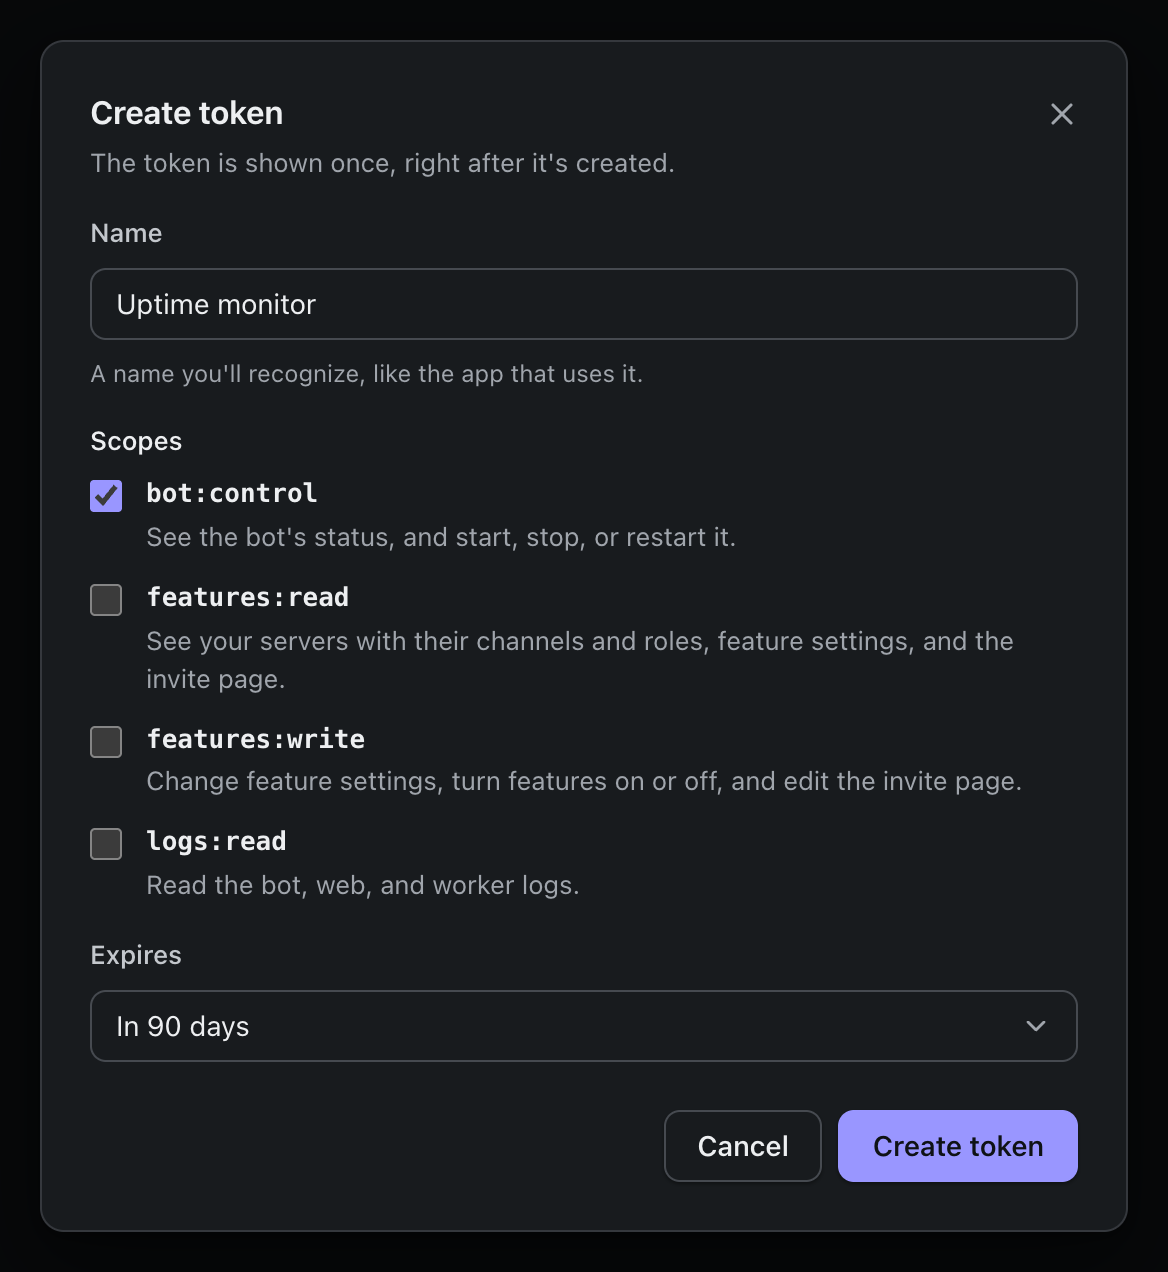 Create token
The token is shown once, right after it's created.
Name
Uptime monitor
A name you'll recognize, like the app that uses it.
Scopes
bot:control
See the bot's status, and start, stop, or restart it.
features:read
See your servers with their channels and roles, feature settings, and the
invite page.
features:write
Change feature settings, turn features on or off, and edit the invite page.
logs:read
Read the bot, web, and worker logs.
Expires
In 90 days
Cancel
Create token